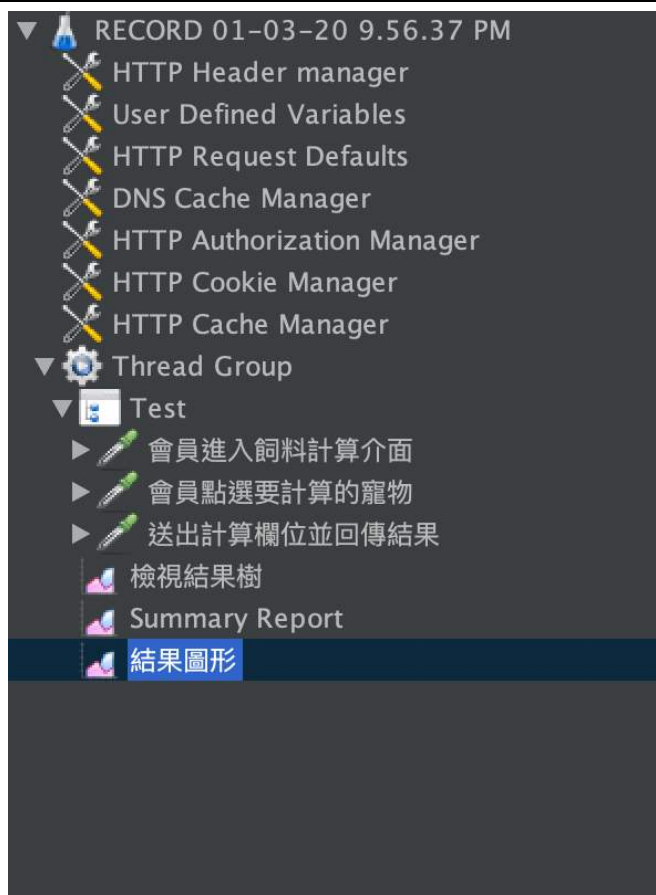 RECORD 01-03-20 9.56.37 PM
HTTP Header manager
User Defined Variables
HTTP Request Defaults
DNS Cache Manager
HTTP Authorization Manager
HTTP Cookie Manager
HTTP Cache Manager
Thread Group
Test
會員進入飼料計算介面
會員點選要計算的寵物
送出計算欄位並回傳結果
檢視結果樹
Summary Report
結果圖形